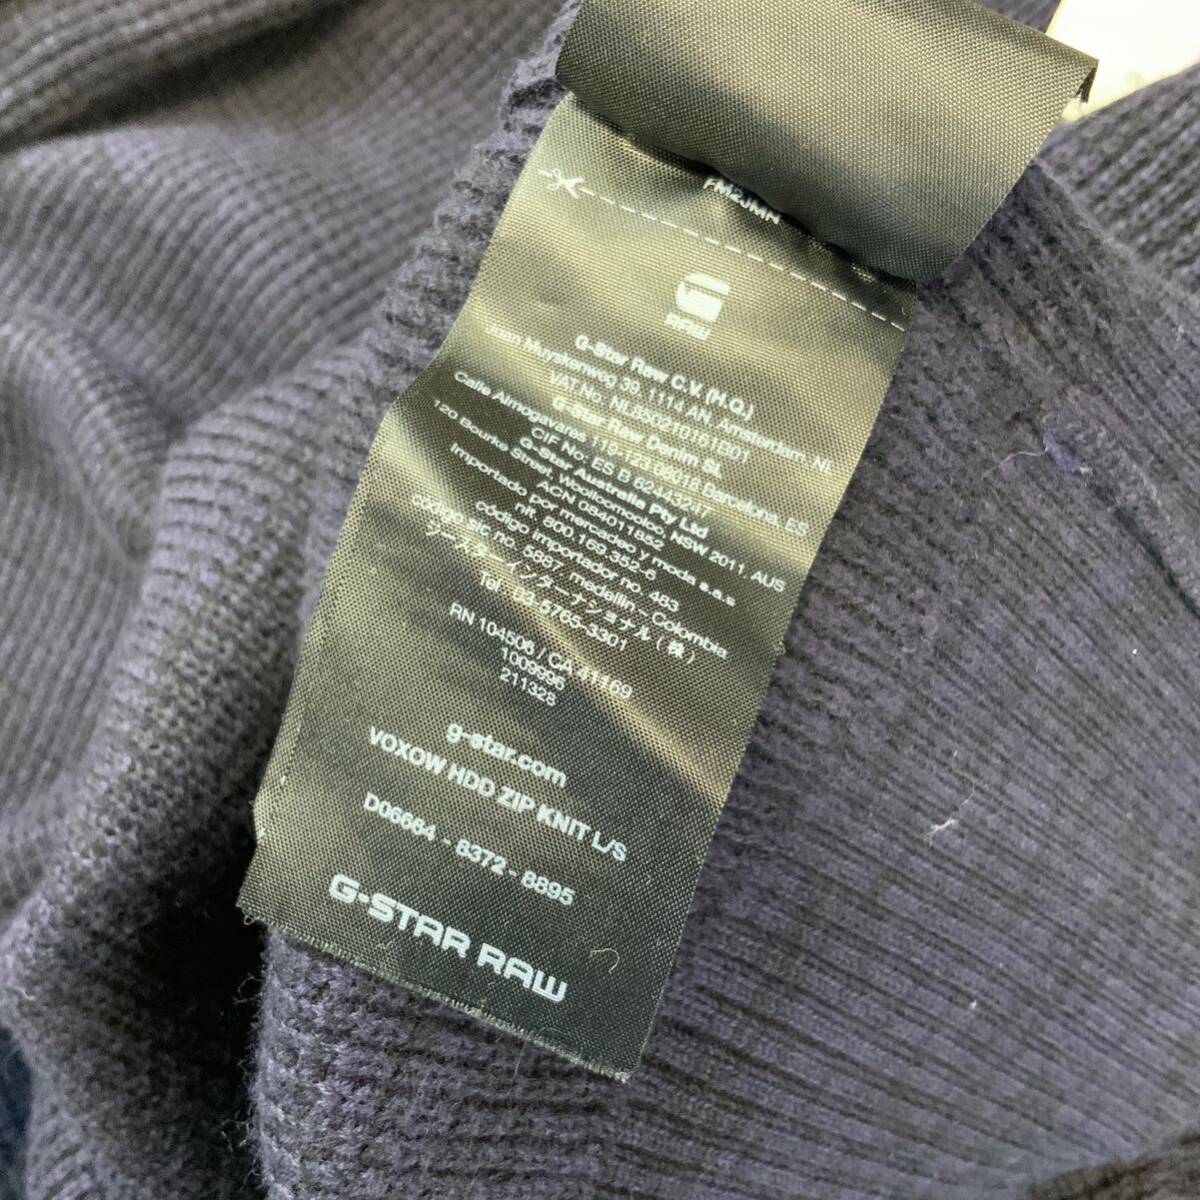 FM2JMN
RAW
G-Star Raw C.V. (H.Q.)
Joan Muyskenweg 39, 1114 AN, Amsterdam, NL
VAT.No: NL850210161B01
G-Star Raw Denim SL
Calle Almogavares 119-123 08018 Barcelona, ES
CIF No: ES B 62443247
G-Star Australia Pty Ltd
120 Bourke Street, Woolloomooloo NSW 2011, AUS
ACN 084011852
Importado por mercadeo y moda s.a.s
nit 800.169.352-6
código importador no. 483
código sic no. 5887, medellin-Colombia
ジースターインターナショナル(株)
Tel 03-5765-3301
RN 104506 / CA 41169
1009996
211328
g-star.com
VOXOW HDD ZIP KNIT L/S
D06664 - 8372 - 8895
G-STAR RAW